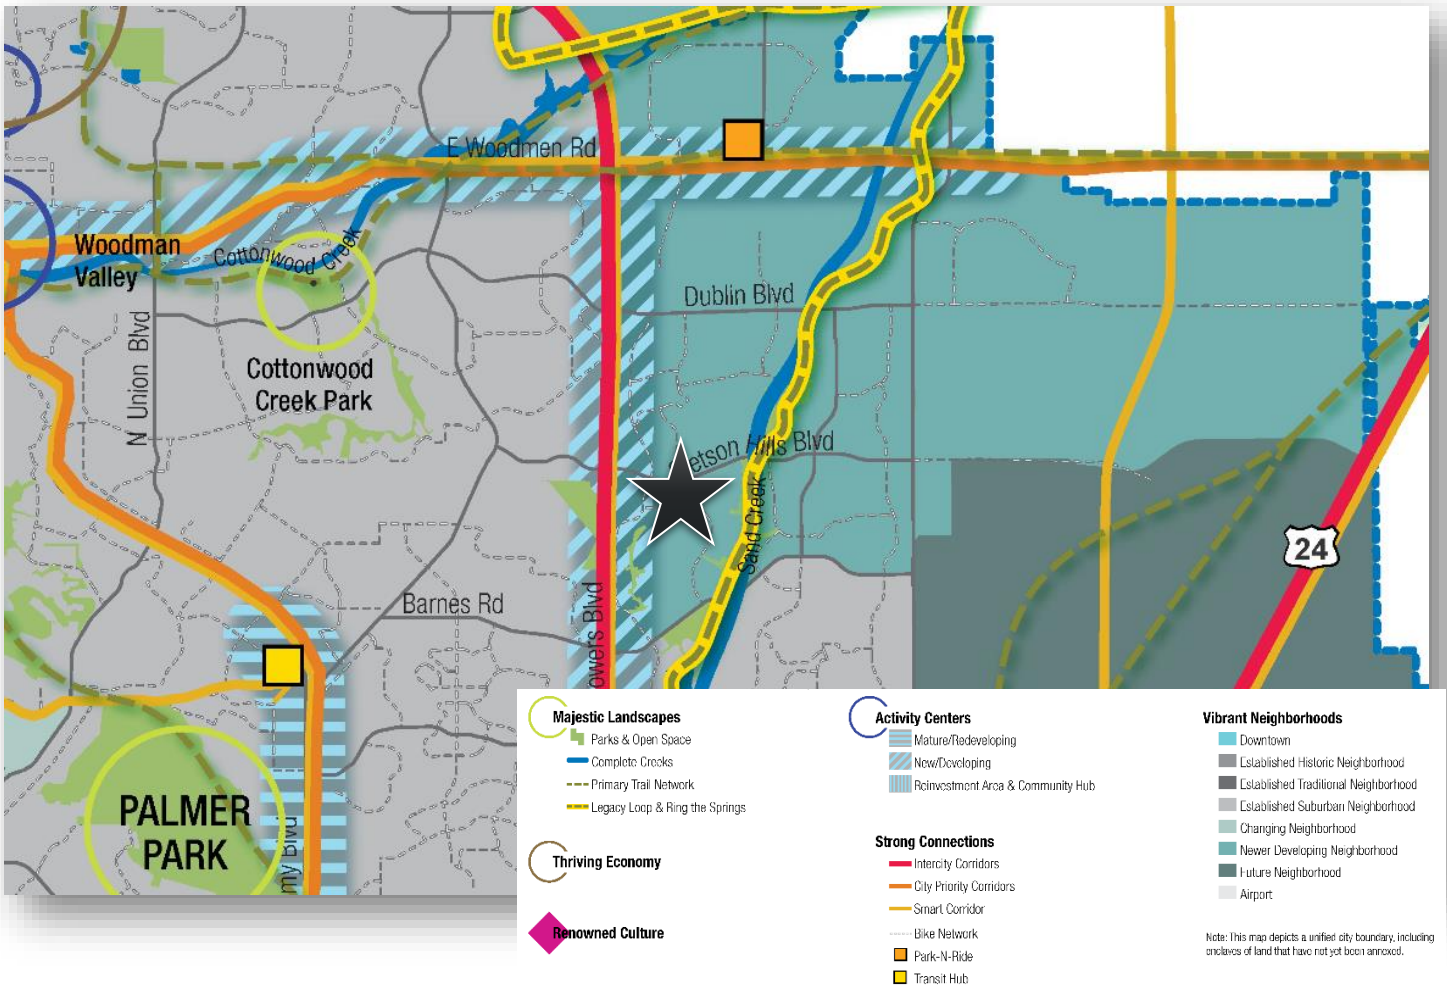 E Woodmen Rd
Woodman
Valley
Cottonwood Creek
Dublin Blvd
N Union Blvd
Cottonwood
Creek Park
etson Hills Blvd
Sand Creek
24
Barnes Rd
owers Blvd
PALMER
PARK
my Blvd
Majestic Landscapes
Parks & Open Space
Complete Creeks
Primary Trail Network
Legacy Loop & Ring the Springs
Thriving Economy
Renowned Culture
Activity Centers
Mature/Redeveloping
New/Developing
Reinvestment Area & Community Hub
Strong Connections
Intercity Corridors
City Priority Corridors
Smart Corridor
Bike Network
Park-N-Ride
Transit Hub
Vibrant Neighborhoods
Downtown
Established Historic Neighborhood
Established Traditional Neighborhood
Established Suburban Neighborhood
Changing Neighborhood
Newer Developing Neighborhood
Future Neighborhood
Airport
Note: This map depicts a unified city boundary, including
enclaves of land that have not yet been annexed.